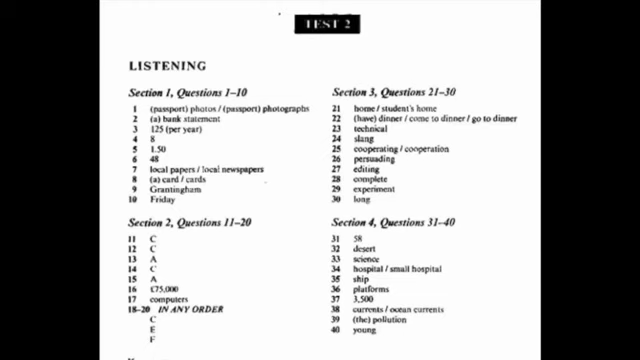 TEST 2
LISTENING
Section 1, Questions 1–10
1 (passport) photos / (passport) photographs
2 (a) bank statement
3 125 (per year)
4 8
5 1.50
6 48
7 local papers / local newspapers
8 (a) card / cards
9 Grantingham
10 Friday
Section 2, Questions 11–20
11 C
12 C
13 A
14 C
15 A
16 £75,000
17 computers
18–20 IN ANY ORDER
C
E
F
Section 3, Questions 21–30
21 home / student's home
22 (have) dinner / come to dinner / go to dinner
23 technical
24 slang
25 cooperating / cooperation
26 persuading
27 editing
28 complete
29 experiment
30 long
Section 4, Questions 31–40
31 58
32 desert
33 science
34 hospital / small hospital
35 ship
36 platforms
37 3,500
38 currents / ocean currents
39 (the) pollution
40 young